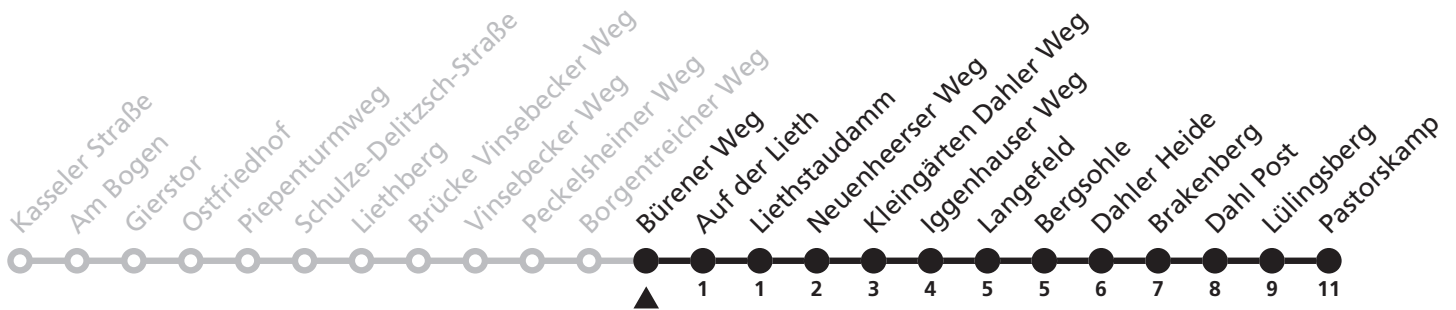 Kasseler Straße
Am Bogen
Gierstor
Ostfriedhof
Piepenturmweg
Schulze-Delitzsch-Straße
Liethberg
Brücke Vinsebecker Weg
Vinsebecker Weg
Peckelsheimer Weg
Borgentreicher Weg
Bürener Weg
Auf der Lieth
Liethstaudamm
Neuenheerser Weg
Kleingärten Dahler Weg
Iggenhauser Weg
Langefeld
Bergsohle
Dahler Heide
Brakenberg
Dahl Post
Lülingsberg
Pastorskamp
1 1 2 3 4 5 5 6 7 8 9 11